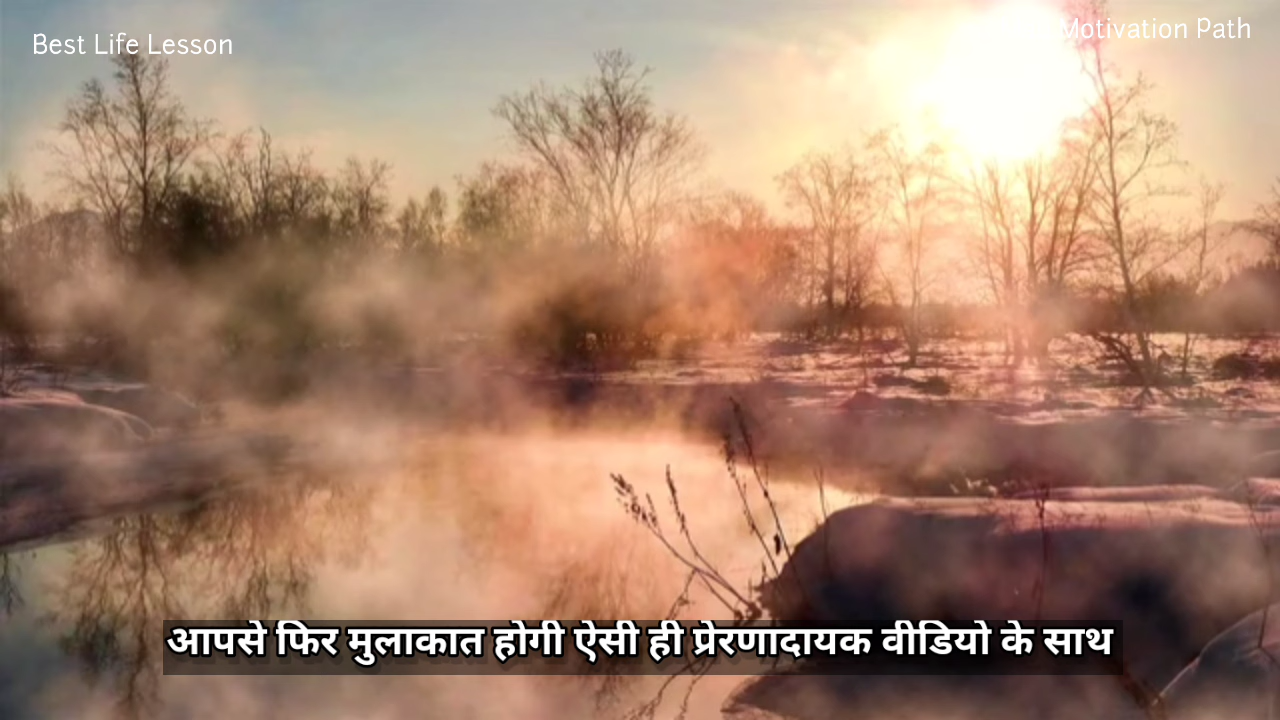 Best Life Lesson
Motivation Path
आपसे फिर मुलाकात होगी ऐसी ही प्रेरणादायक वीडियो के साथ